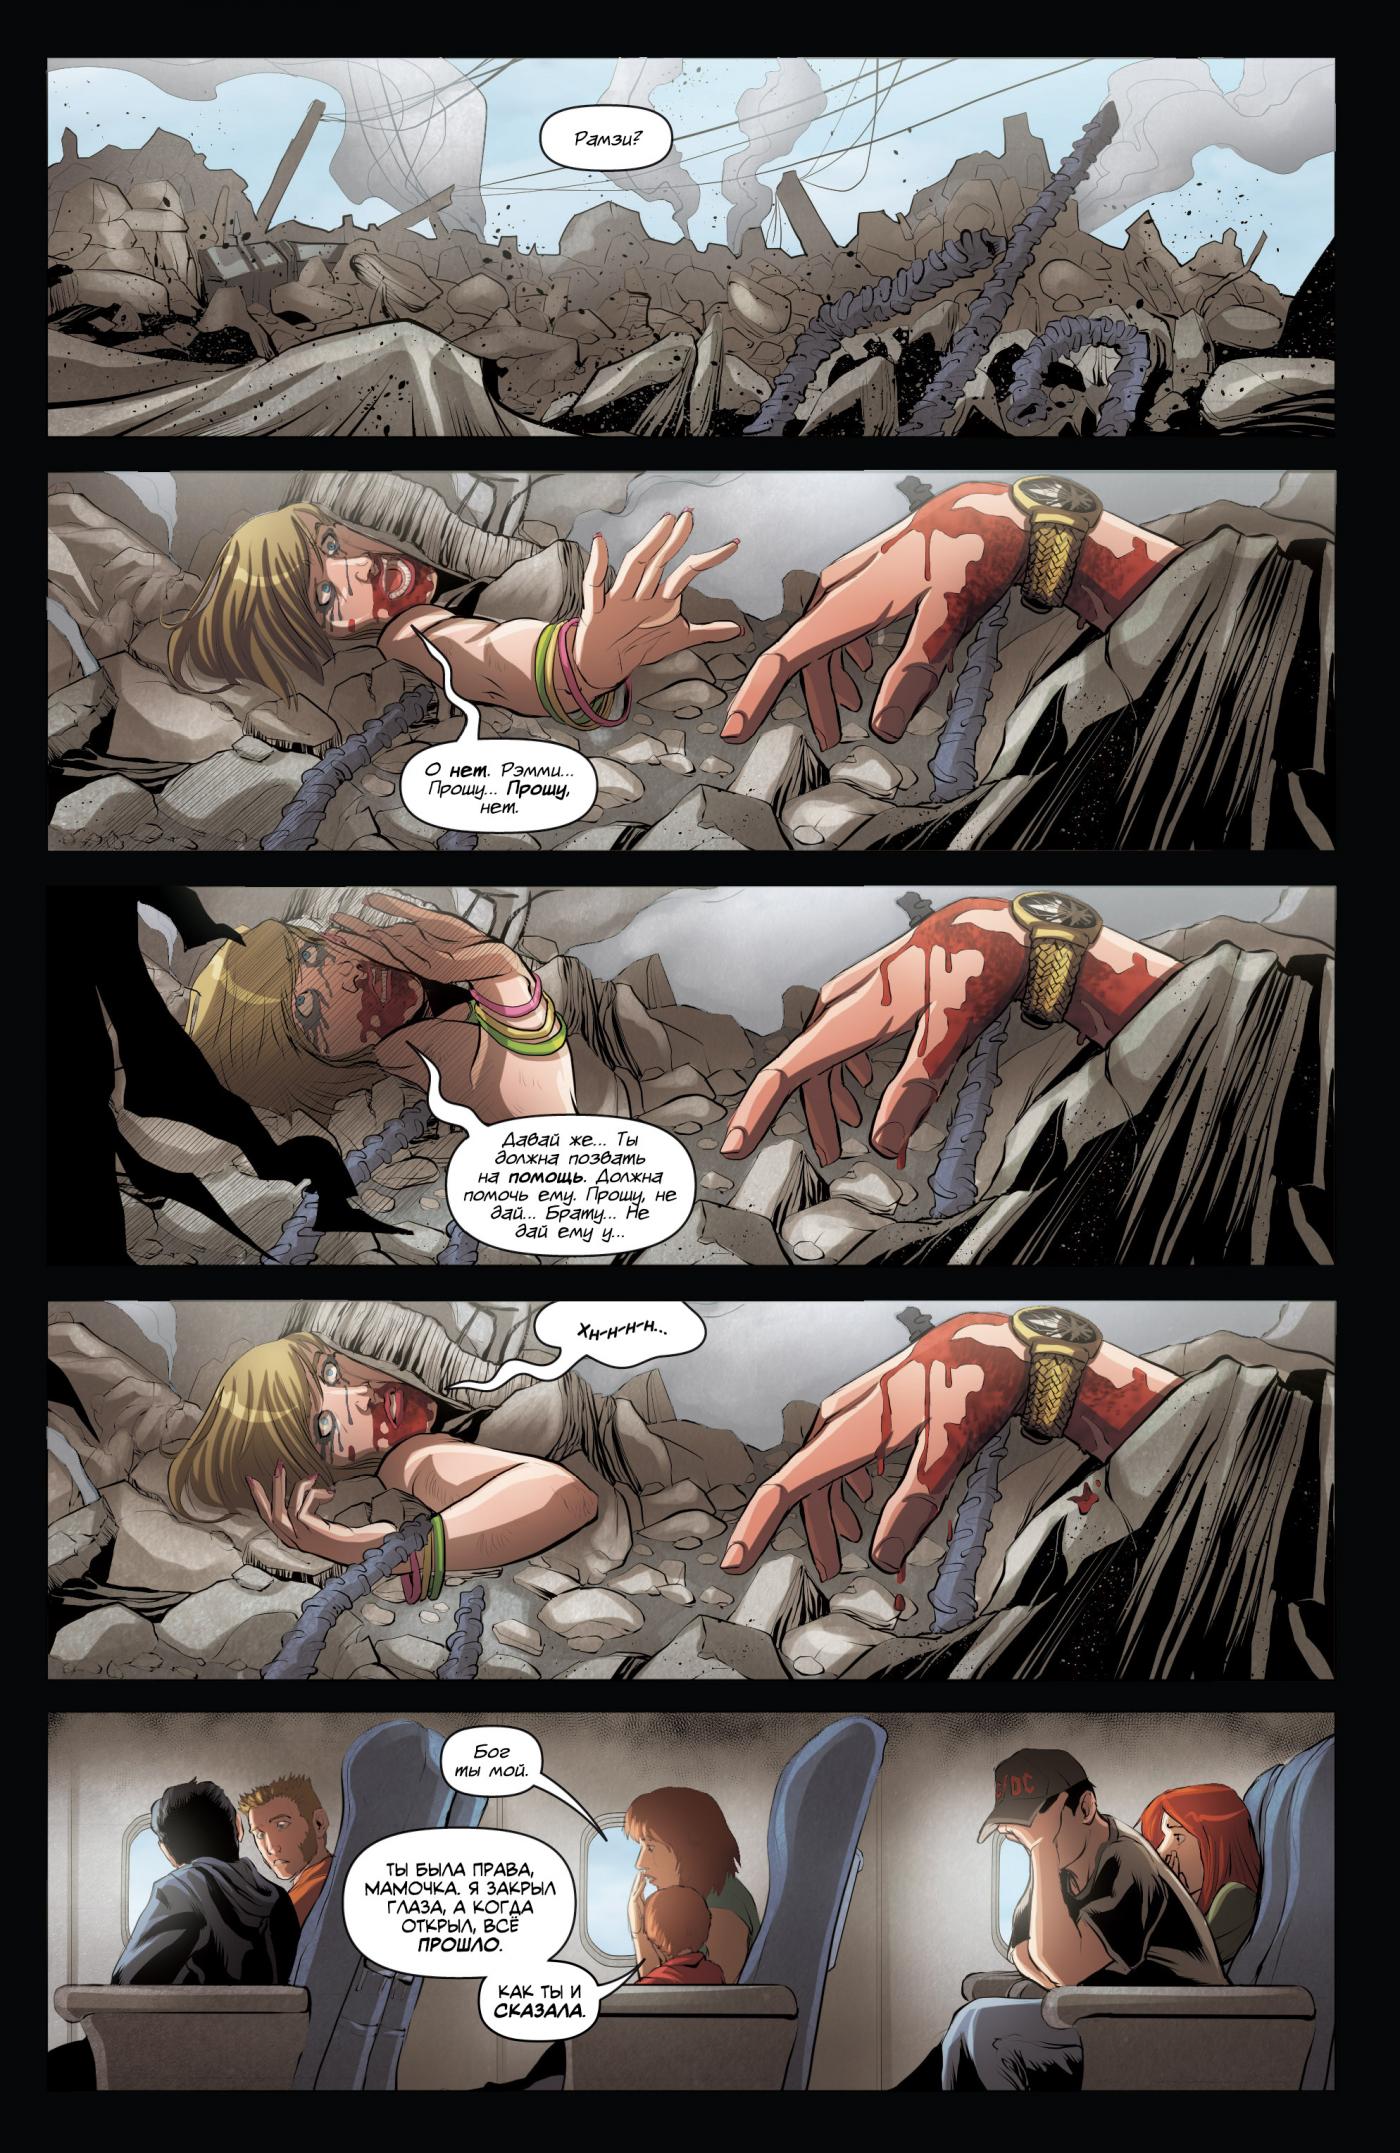 Рамзи?
О нет. Рэмми...
Прошу... Прошу,
нет.
Давай же... Ты
должна позвать
на помощь. Должна
помочь ему. Прошу, не
дай... Брату... Не
дай ему у...
Хн-н-н-н...
Бог
ты мой.
ТЫ БЫЛА ПРАВА,
МАМОЧКА. Я ЗАКРЫЛ
ГЛАЗА, А КОГДА
ОТКРЫЛ, ВСЁ
ПРОШЛО.
КАК ТЫ И
СКАЗАЛА.